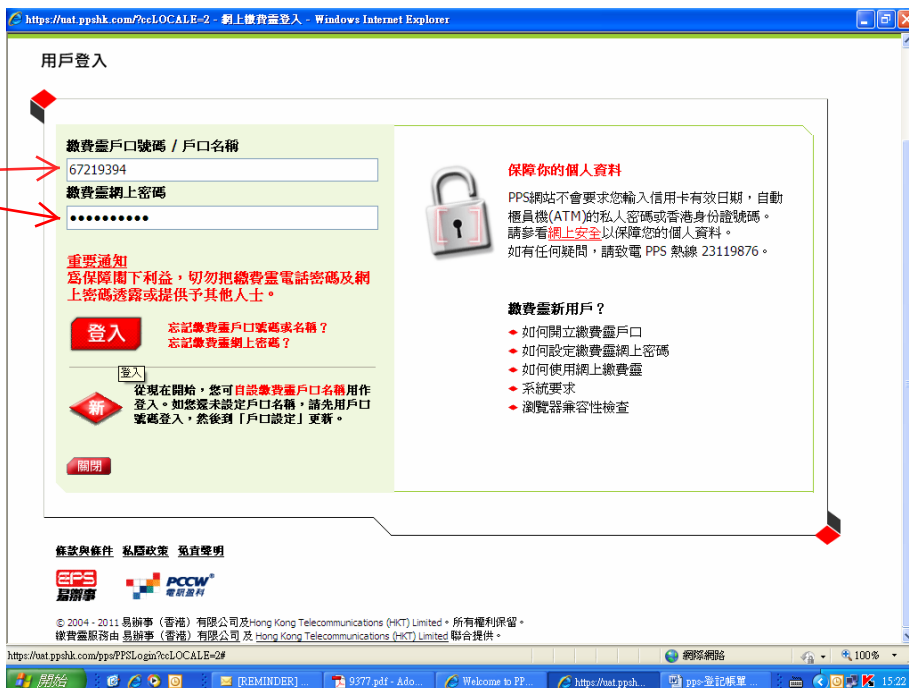 https://uat.ppshk.com/?ccLOCALE=2 - 網上繳費靈登入 - Windows Internet Explorer
用戶登入
繳費靈戶口號碼 / 戶口名稱
67219394
繳費靈網上密碼
••••••••••
重要通知
為保障閣下利益，切勿把繳費靈電話密碼及網
上密碼透露或提供予其他人士。
登入
忘記繳費靈戶口號碼或名稱？
忘記繳費靈網上密碼？
登入
新
從現在開始，您可自設繳費靈戶口名稱用作
登入。如您還未設定戶口名稱，請先用戶口
號碼登入，然後到「戶口設定」更新。
關閉
保障你的個人資料
PPS網站不會要求您輸入信用卡有效日期，自動
櫃員機(ATM)的私人密碼或香港身份證號碼。
請參看網上安全以保障您的個人資料。
如有任何疑問，請致電 PPS 熱線 23119876。
繳費靈新用戶？
如何開立繳費靈戶口
如何設定繳費靈網上密碼
如何使用網上繳費靈
系統要求
瀏覽器兼容性檢查
條款與條件 私隱政策 免責聲明
EPS
易辦事
PCCW
電訊盈科
© 2004 - 2011 易辦事（香港）有限公司及Hong Kong Telecommunications (HKT) Limited。所有權利保留。
繳費靈服務由 易辦事（香港）有限公司 及 Hong Kong Telecommunications (HKT) Limited 聯合提供。
https://uat.ppshk.com/pps/PPSLogin?ccLOCALE=2#
網際網路
100%
開始
[REMINDER] ...
9377.pdf - Ado...
Welcome to PP...
https://uat.ppsh...
pps-登記帳單 ...
15:22